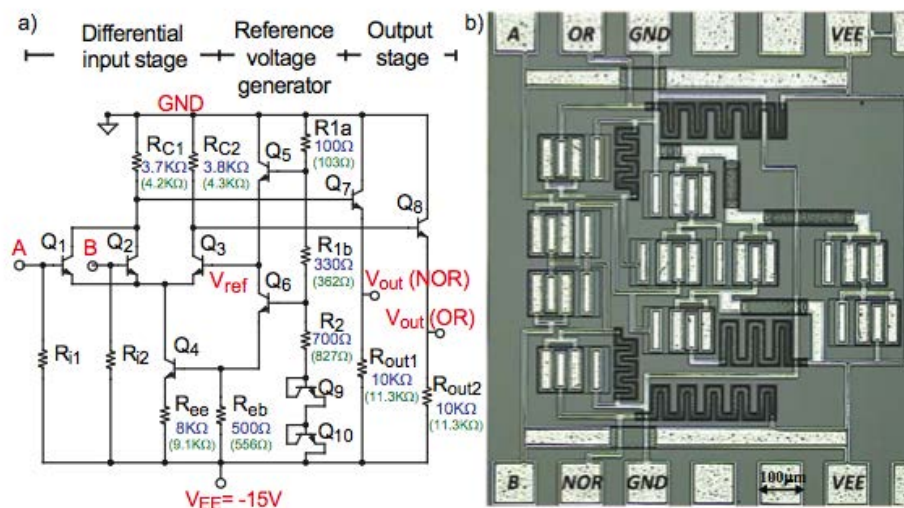 a)
Differential input stage
Reference voltage generator
Output stage
GND
RC1
3.7KΩ
(4.2KΩ)
RC2
3.8KΩ
(4.3KΩ)
Q5
R1a
100Ω
(103Ω)
Q7
Q8
A
Q1
B
Q2
Q3
Vref
R1b
330Ω
(362Ω)
Q6
Vout (NOR)
Vout (OR)
Ri1
Ri2
Q4
R2
700Ω
(827Ω)
Rout1
10KΩ
(11.3KΩ)
Rout2
10KΩ
(11.3KΩ)
Ree
8KΩ
(9.1KΩ)
Reb
500Ω
(556Ω)
Q9
Q10
VEE= -15V
b)
A
OR
GND
VEE
100μm
B
NOR
GND
VEE